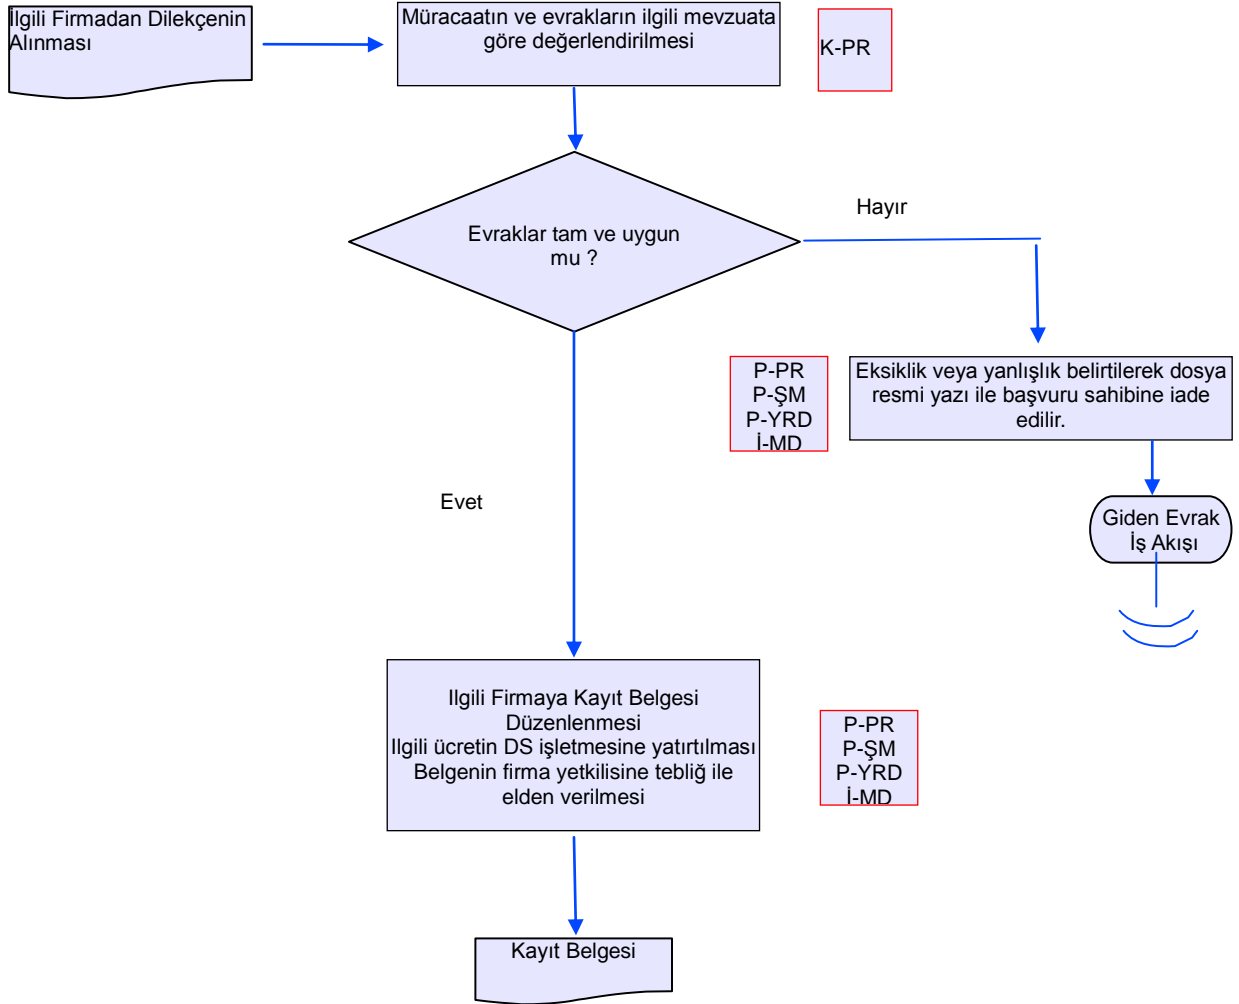 İlgili Firmadan Dilekçenin
Alınması
Müracaatın ve evrakların ilgili mevzuata
göre değerlendirilmesi
K-PR
Evraklar tam ve uygun
mu ?
Hayır
P-PR
P-ŞM
P-YRD
İ-MD
Eksiklik veya yanlışlık belirtilerek dosya
resmi yazı ile başvuru sahibine iade
edilir.
Evet
Giden Evrak
İş Akışı
Ilgili Firmaya Kayıt Belgesi
Düzenlenmesi
Ilgili ücretin DS işletmesine yatırtılması
Belgenin firma yetkilisine tebliğ ile
elden verilmesi
P-PR
P-ŞM
P-YRD
İ-MD
Kayıt Belgesi